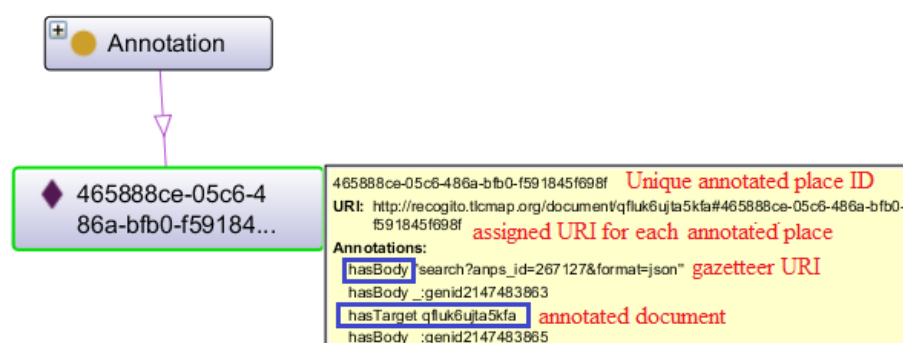 Annotation
465888ce-05c6-4
86a-bfb0-f59184...
465888ce-05c6-486a-bfb0-f591845f698f Unique annotated place ID
URI: http://recogito.tlcmap.org/document/qfluk6ujta5kfa#465888ce-05c6-486a-bfb0-
f591845f698f assigned URI for each annotated place
Annotations:
hasBody "search?anps_id=267127&format=json" gazetteer URI
hasBody _:genid2147483863
hasTarget qfluk6ujta5kfa annotated document
hasBody _:genid2147483865